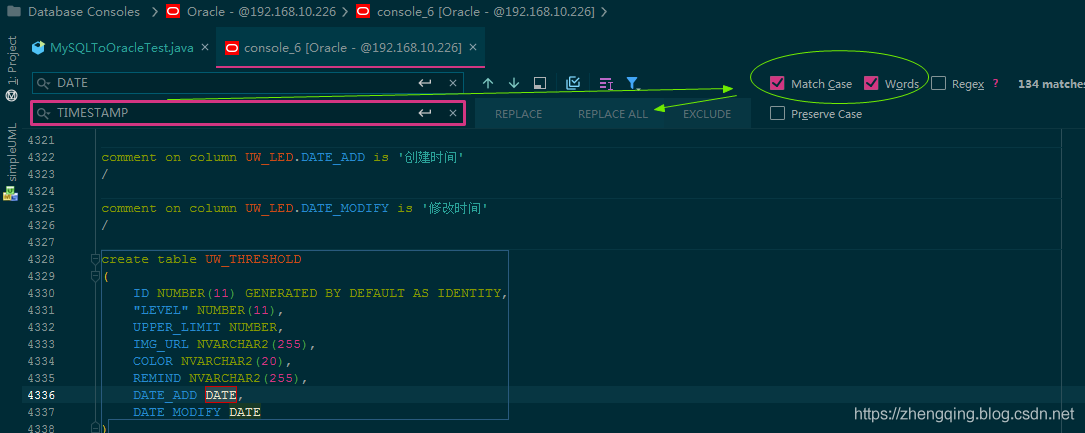 Database Consoles > Oracle - @192.168.10.226 > console_6 [Oracle - @192.168.10.226] >
1: Project
simpleUML
MySQLToOracleTest.java × console_6 [Oracle - @192.168.10.226] ×
DATE
Match Case Words Regex ? 134 matches
TIMESTAMP
REPLACE REPLACE ALL EXCLUDE
Preserve Case
4321
4322 comment on column UW_LED.DATE_ADD is '创建时间'
4323 /
4324
4325 comment on column UW_LED.DATE_MODIFY is '修改时间'
4326 /
4327
4328 create table UW_THRESHOLD
4329 (
4330 ID NUMBER(11) GENERATED BY DEFAULT AS IDENTITY,
4331 "LEVEL" NUMBER(11),
4332 UPPER_LIMIT NUMBER,
4333 IMG_URL NVARCHAR2(255),
4334 COLOR NVARCHAR2(20),
4335 REMIND NVARCHAR2(255),
4336 DATE_ADD DATE,
4337 DATE_MODIFY DATE
4338 )
https://zhengqing.blog.csdn.net